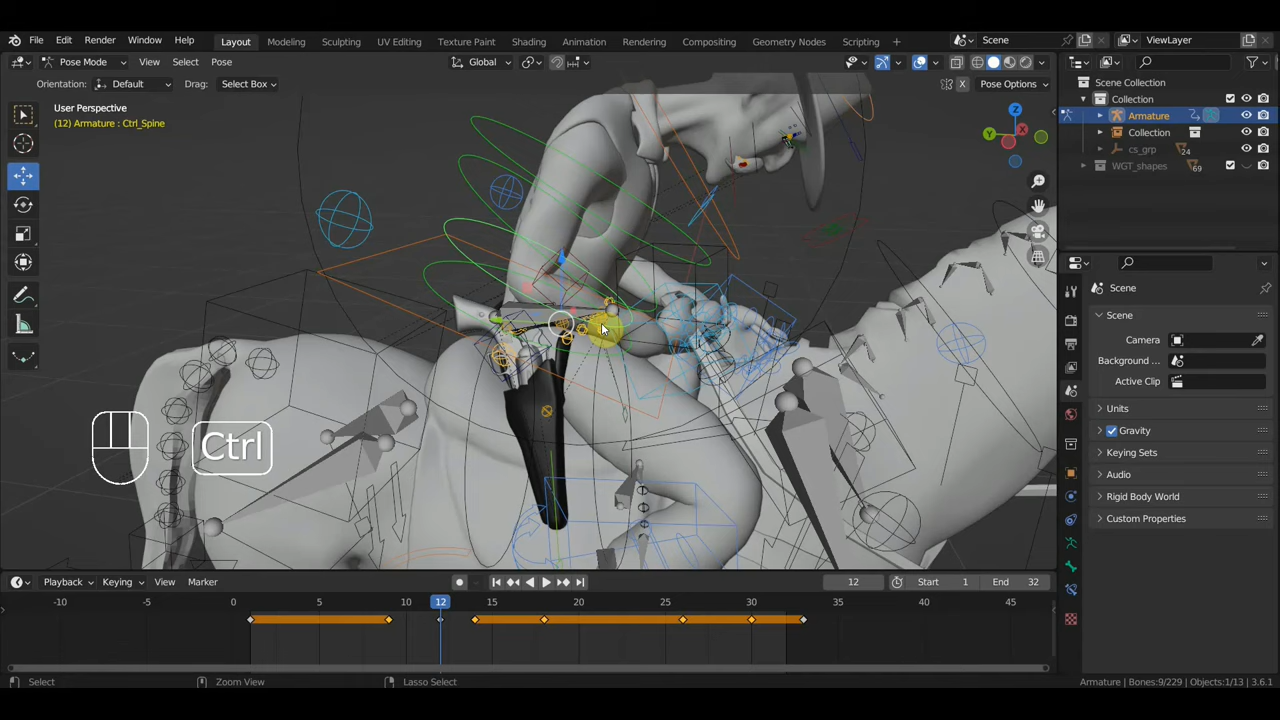 File Edit Render Window Help Layout Modeling Sculpting UV Editing Texture Paint Shading Animation Rendering Compositing Geometry Nodes Scripting + Scene ViewLayer
Pose Mode View Select Pose Global
Orientation: Default Drag: Select Box X Pose Options
User Perspective
(12) Armature : Ctrl_Spine
Scene Collection
Collection
Armature
Collection
cs_grp 24
WGT_shapes 69
Scene
Scene
Camera
Background ...
Active Clip
Units
Gravity
Keying Sets
Audio
Rigid Body World
Custom Properties
X
Y
Z
Ctrl
Playback Keying View Marker 12 Start 1 End 32
-10 -5 0 5 10 12 15 20 25 30 35 40 45
Select Zoom View Lasso Select Armature | Bones:9/229 | Objects:1/13 | 3.6.1